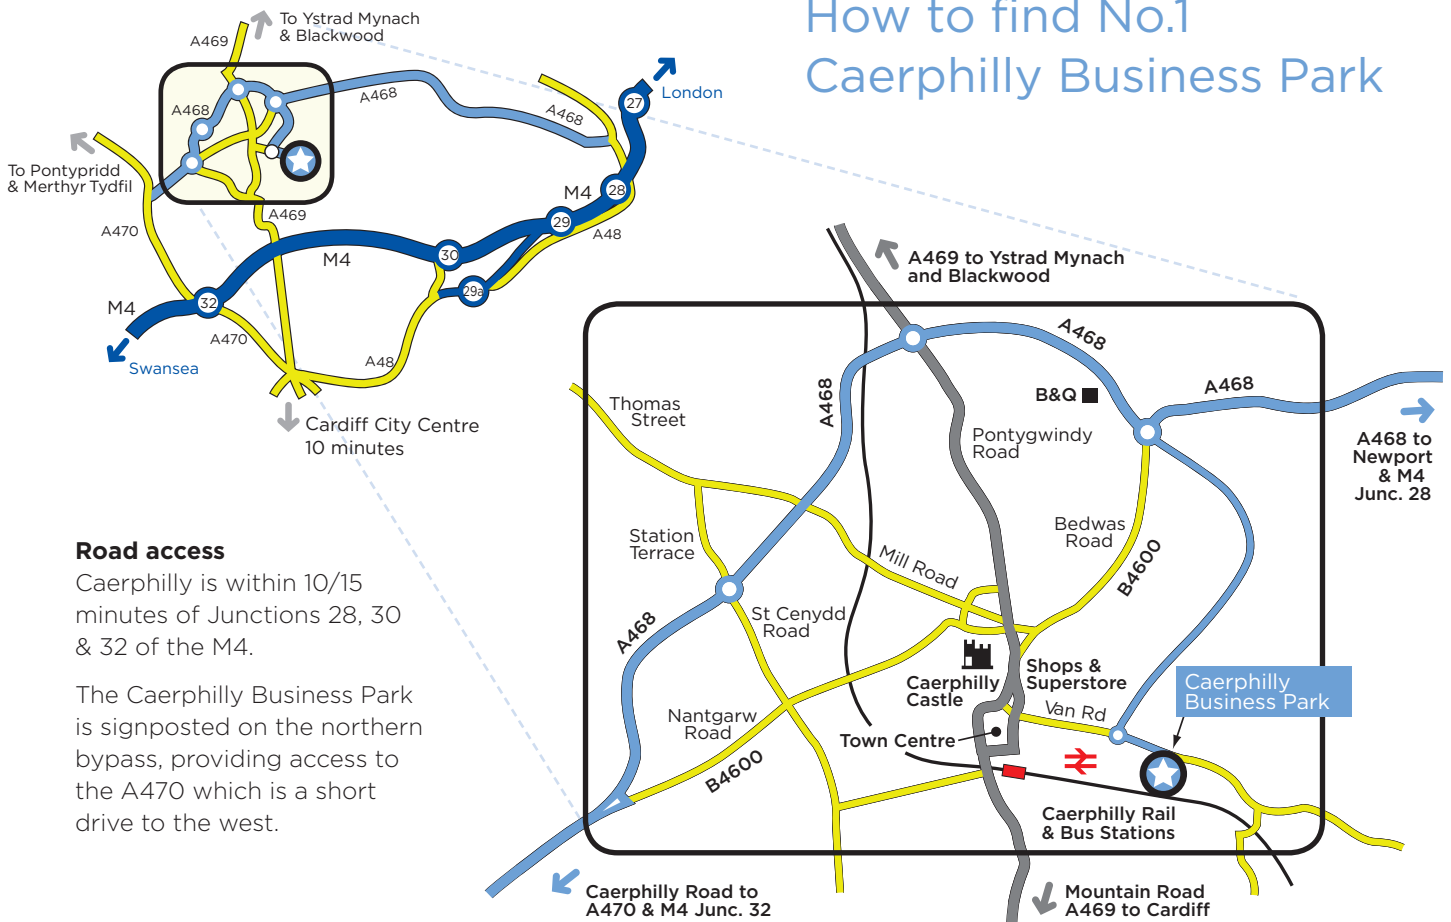 How to find No.1
Caerphilly Business Park
To Ystrad Mynach
& Blackwood
A469
A468
A468
A468
27
London
To Pontypridd
& Merthyr Tydfil
A470
A469
M4
28
29
A48
M4
30
29a
M4
32
A470
A48
Swansea
Cardiff City Centre
10 minutes
Road access
Caerphilly is within 10/15
minutes of Junctions 28, 30
& 32 of the M4.
The Caerphilly Business Park
is signposted on the northern
bypass, providing access to
the A470 which is a short
drive to the west.
A469 to Ystrad Mynach
and Blackwood
A468
A468
A468
B&Q
Thomas
Street
Pontygwindy
Road
A468 to
Newport
& M4
Junc. 28
Station
Terrace
Mill Road
Bedwas
Road
B4600
A468
St Cenydd
Road
Caerphilly
Castle
Shops &
Superstore
Caerphilly
Business Park
Van Rd
Nantgarw
Road
Town Centre
B4600
Caerphilly Rail
& Bus Stations
Caerphilly Road to
A470 & M4 Junc. 32
Mountain Road
A469 to Cardiff